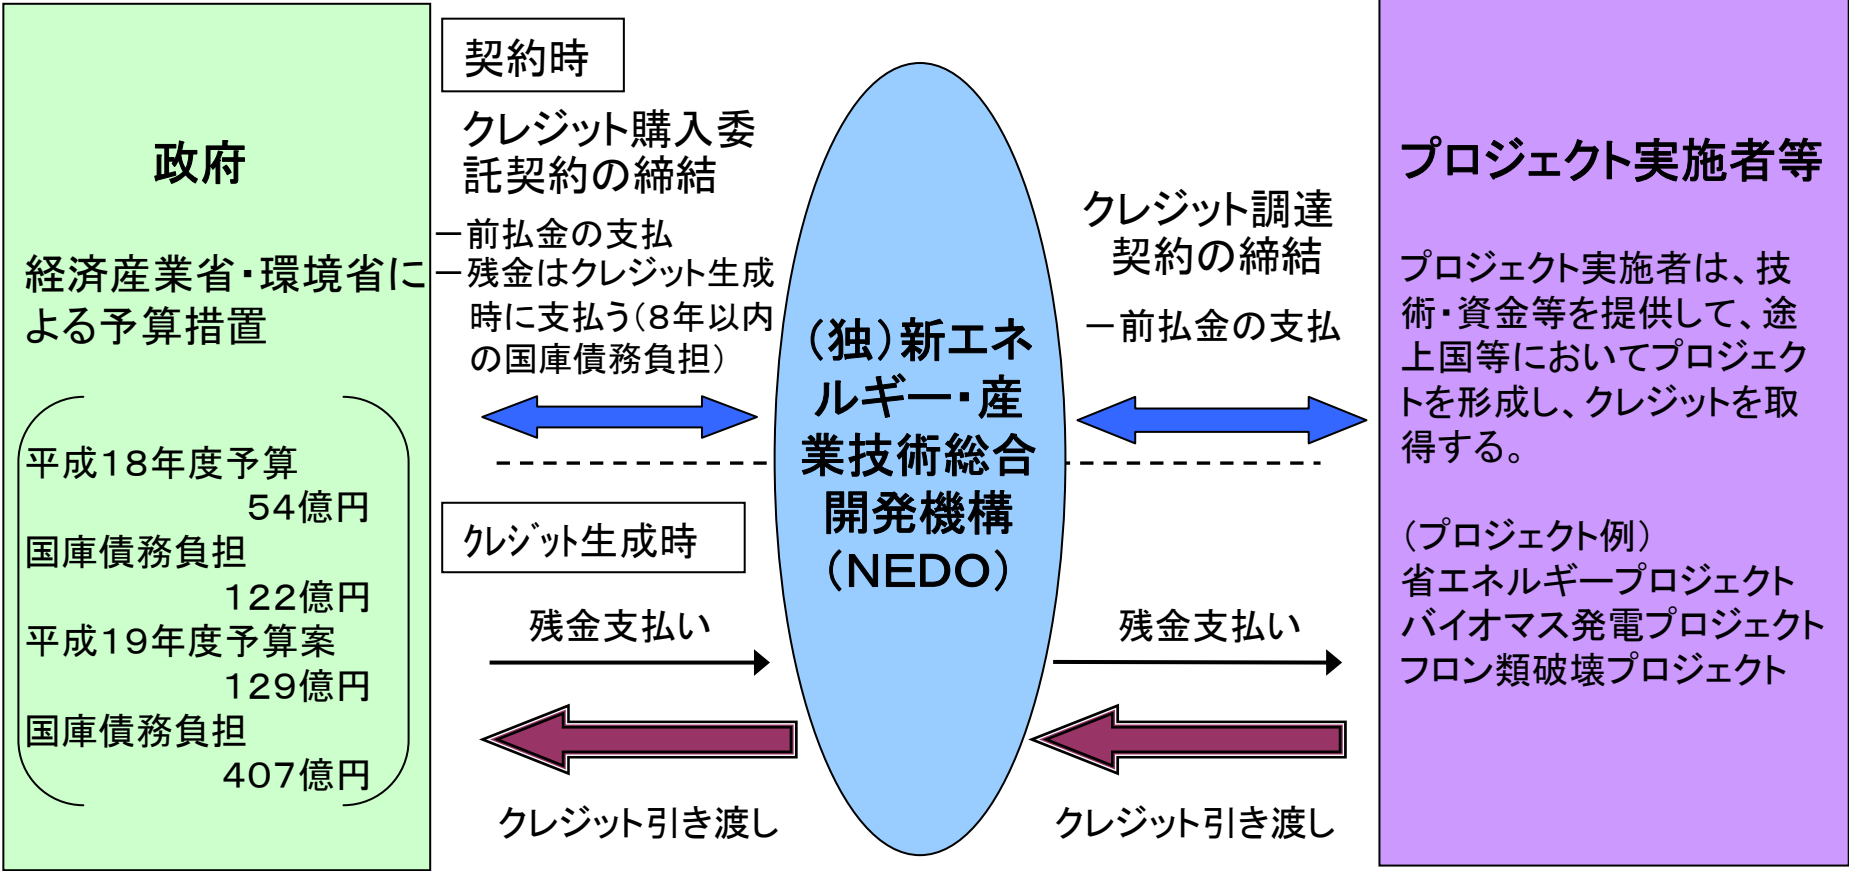 政府
経済産業省・環境省に
よる予算措置
平成18年度予算
54億円
国庫債務負担
122億円
平成19年度予算案
129億円
国庫債務負担
407億円
契約時
クレジット購入委
託契約の締結
－前払金の支払
－残金はクレジット生成
時に支払う(8年以内
の国庫債務負担)
クレジット生成時
残金支払い
クレジット引き渡し
(独)新エネ
ルギー・産
業技術総合
開発機構
(NEDO)
クレジット調達
契約の締結
－前払金の支払
残金支払い
クレジット引き渡し
プロジェクト実施者等
プロジェクト実施者は、技
術・資金等を提供して、途
上国等においてプロジェク
トを形成し、クレジットを取
得する。
(プロジェクト例)
省エネルギープロジェクト
バイオマス発電プロジェクト
フロン類破壊プロジェクト